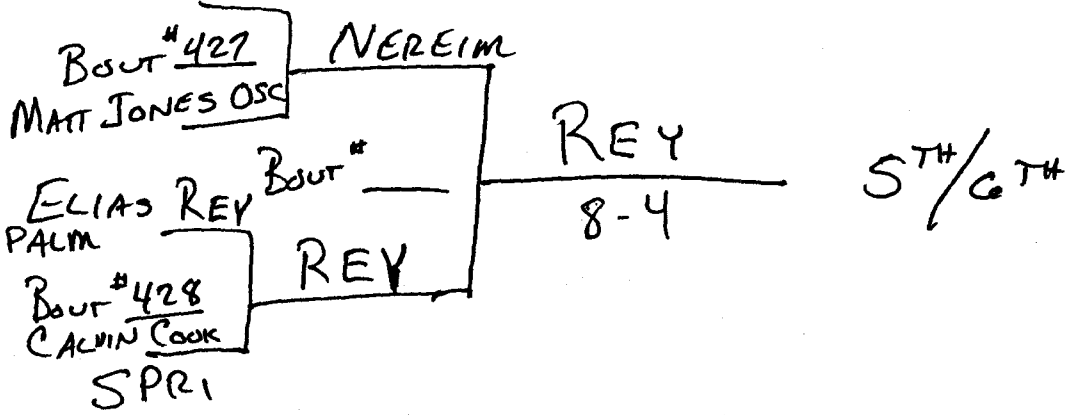 NEREIM
BOUT # 427
MATT JONES OSC
REY
8-4
5TH/6TH
BOUT #
ELIAS REY
PALM
REY
BOUT # 428
CALVIN COOK
SPRI